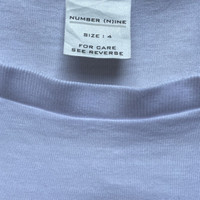 NUMBER (N)INE
SIZE : 4
FOR CARE
SEE REVERSE